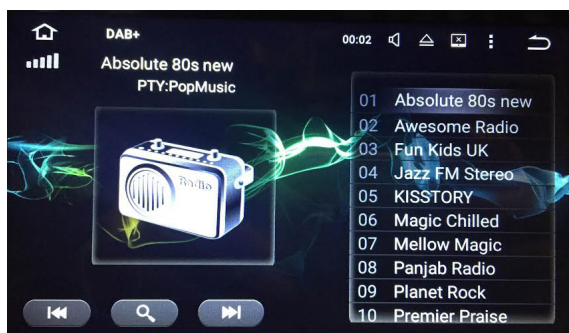 DAB+
00:02
Absolute 80s new
PTY:PopMusic
Radio
01 Absolute 80s new
02 Awesome Radio
03 Fun Kids UK
04 Jazz FM Stereo
05 KISSTORY
06 Magic Chilled
07 Mellow Magic
08 Panjab Radio
09 Planet Rock
10 Premier Praise